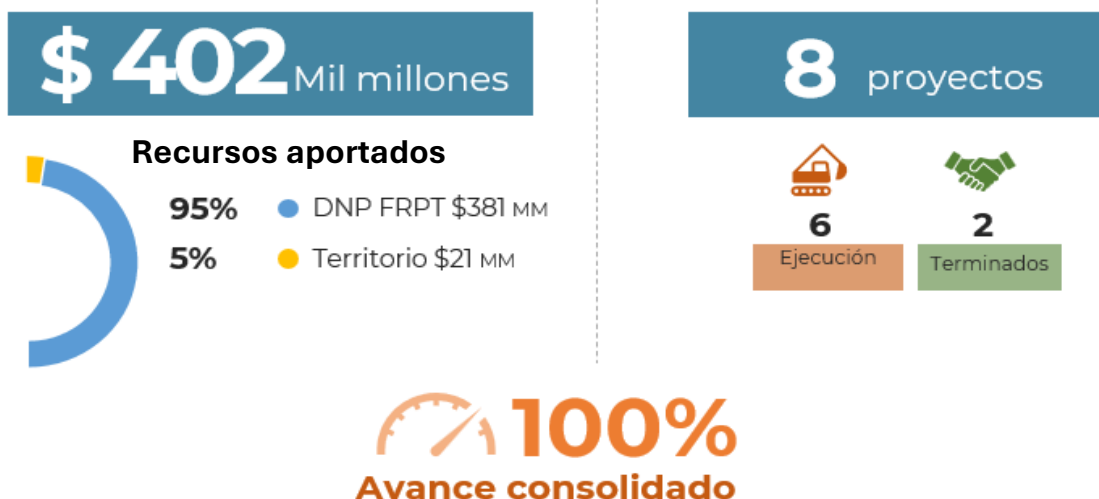 $ 402 Mil millones
Recursos aportados
95% DNP FRPT $381 MM
5% Territorio $21 MM
8 proyectos
6
Ejecución
2
Terminados
100%
Avance consolidado